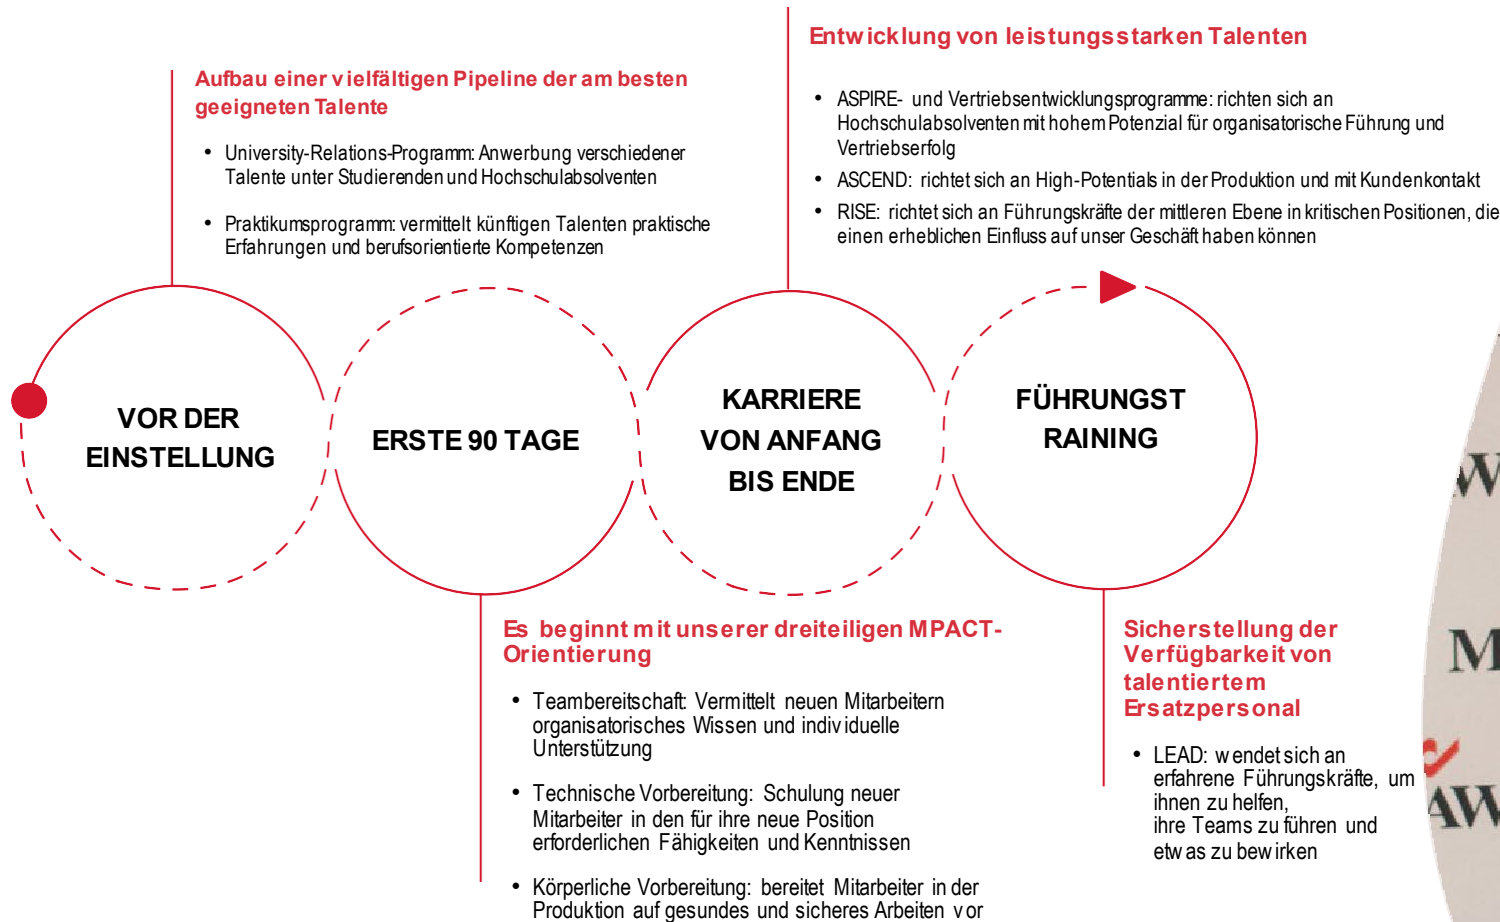 Aufbau einer vielfältigen Pipeline der am besten
geeigneten Talente
• University-Relations-Programm: Anwerbung verschiedener
Talente unter Studierenden und Hochschulabsolventen
• Praktikumsprogramm: vermittelt künftigen Talenten praktische
Erfahrungen und berufsorientierte Kompetenzen
Entwicklung von leistungsstarken Talenten
• ASPIRE- und Vertriebsentwicklungsprogramme: richten sich an
Hochschulabsolventen mit hohem Potenzial für organisatorische Führung und
Vertriebserfolg
• ASCEND: richtet sich an High-Potentials in der Produktion und mit Kundenkontakt
• RISE: richtet sich an Führungskräfte der mittleren Ebene in kritischen Positionen, die
einen erheblichen Einfluss auf unser Geschäft haben können
VOR DER
EINSTELLUNG
ERSTE 90 TAGE
KARRIERE
VON ANFANG
BIS ENDE
FÜHRUNGST
RAINING
Es beginnt mit unserer dreiteiligen MPACT-
Orientierung
• Teambereitschaft: Vermittelt neuen Mitarbeitern
organisatorisches Wissen und individuelle
Unterstützung
• Technische Vorbereitung: Schulung neuer
Mitarbeiter in den für ihre neue Position
erforderlichen Fähigkeiten und Kenntnissen
• Körperliche Vorbereitung: bereitet Mitarbeiter in der
Produktion auf gesundes und sicheres Arbeiten vor
Sicherstellung der
Verfügbarkeit von
talentiertem
Ersatzpersonal
• LEAD: wendet sich an
erfahrene Führungskräfte, um
ihnen zu helfen,
ihre Teams zu führen und
etwas zu bewirken